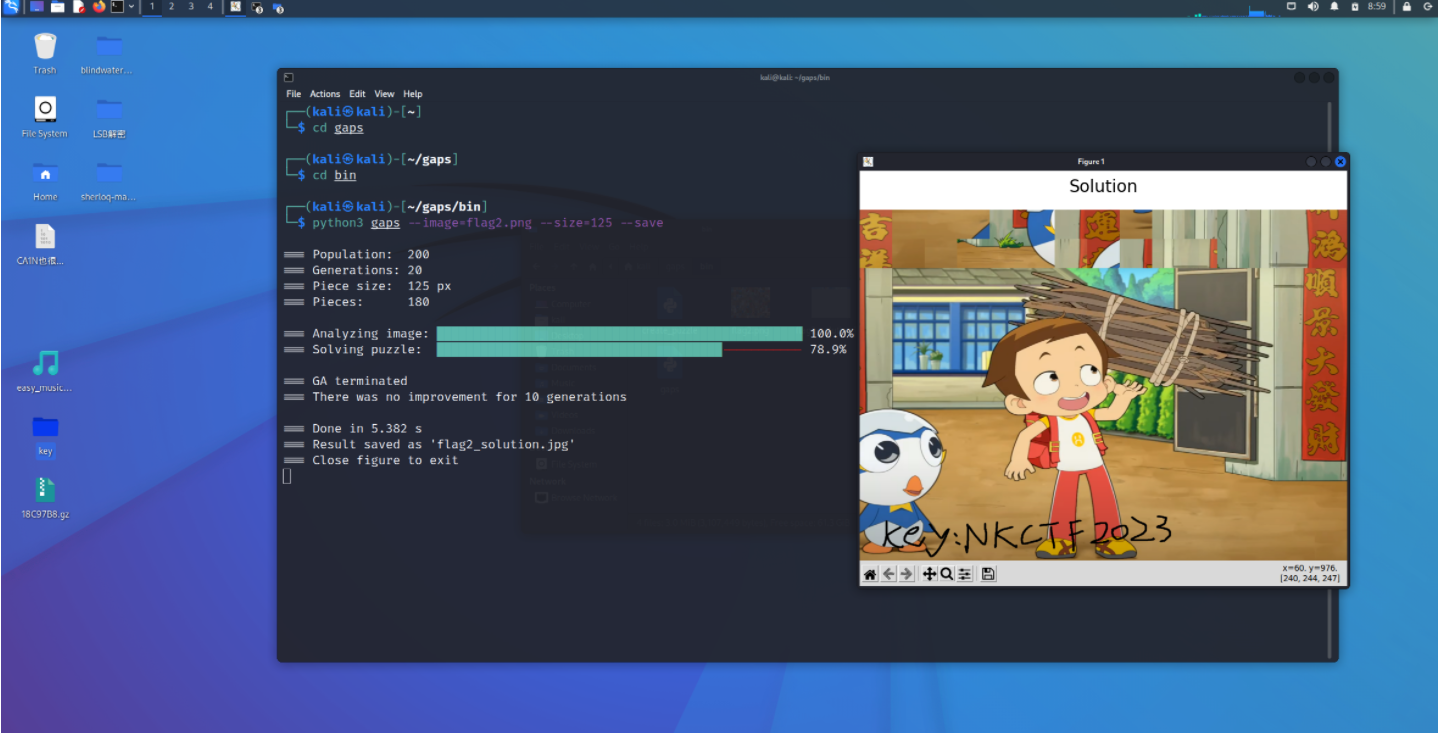 1 2 3 4
8:59
Trash
blindwater...
File System
LSB解密
Home
sherloq-ma...
CA1N也很...
easy_music...
key
18C97B8.gz
kali@kali: ~/gaps/bin
File Actions Edit View Help
(kali㉿kali)-[~]
$ cd gaps
(kali㉿kali)-[~/gaps]
$ cd bin
(kali㉿kali)-[~/gaps/bin]
$ python3 gaps --image=flag2.png --size=125 --save
Population: 200
Generations: 20
Piece size: 125 px
Pieces: 180
Analyzing image: 100.0%
Solving puzzle: 78.9%
GA terminated
There was no improvement for 10 generations
Done in 5.382 s
Result saved as 'flag2_solution.jpg'
Close figure to exit
Figure 1
Solution
吉
鴻
順景大發財
key:NKCTF2023
x=60. y=976.
[240, 244, 247]